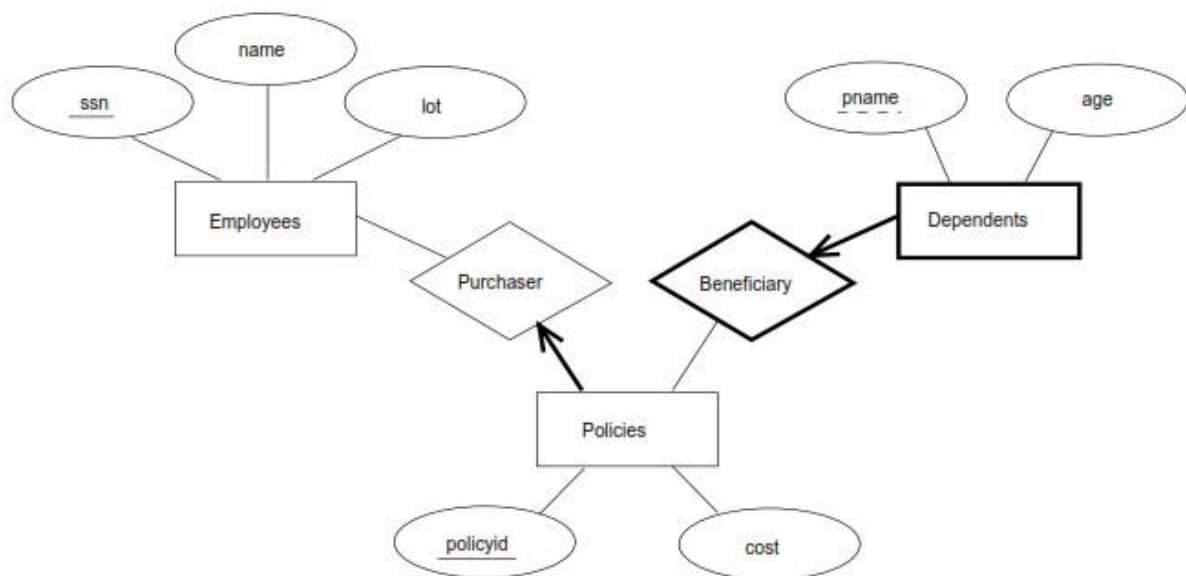 name
ssn
lot
pname
age
Employees
Dependents
Purchaser
Beneficiary
Policies
policyid
cost